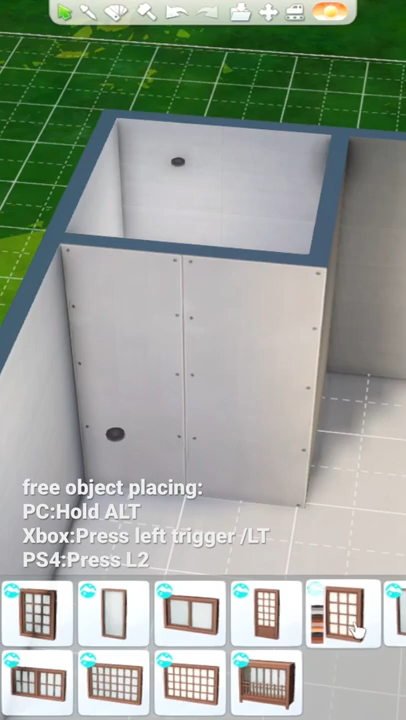 free object placing:
PC:Hold ALT
Xbox:Press left trigger /LT
PS4:Press L2